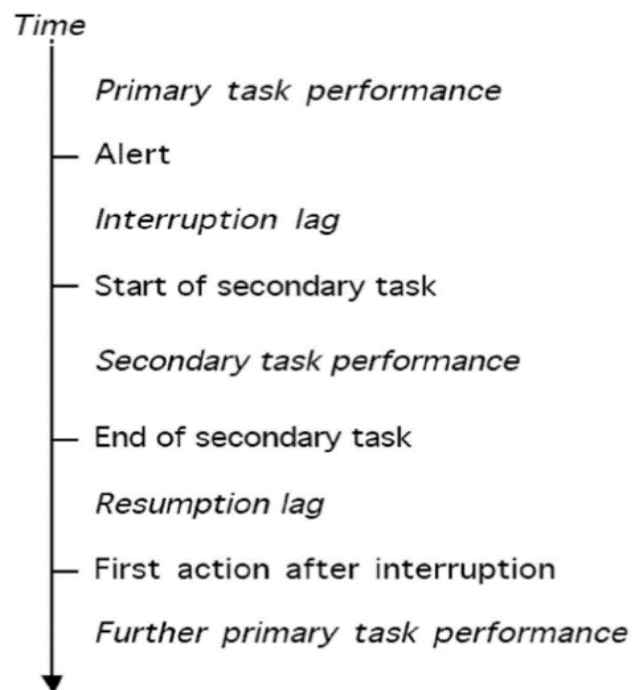 Time
Primary task performance
Alert
Interruption lag
Start of secondary task
Secondary task performance
End of secondary task
Resumption lag
First action after interruption
Further primary task performance